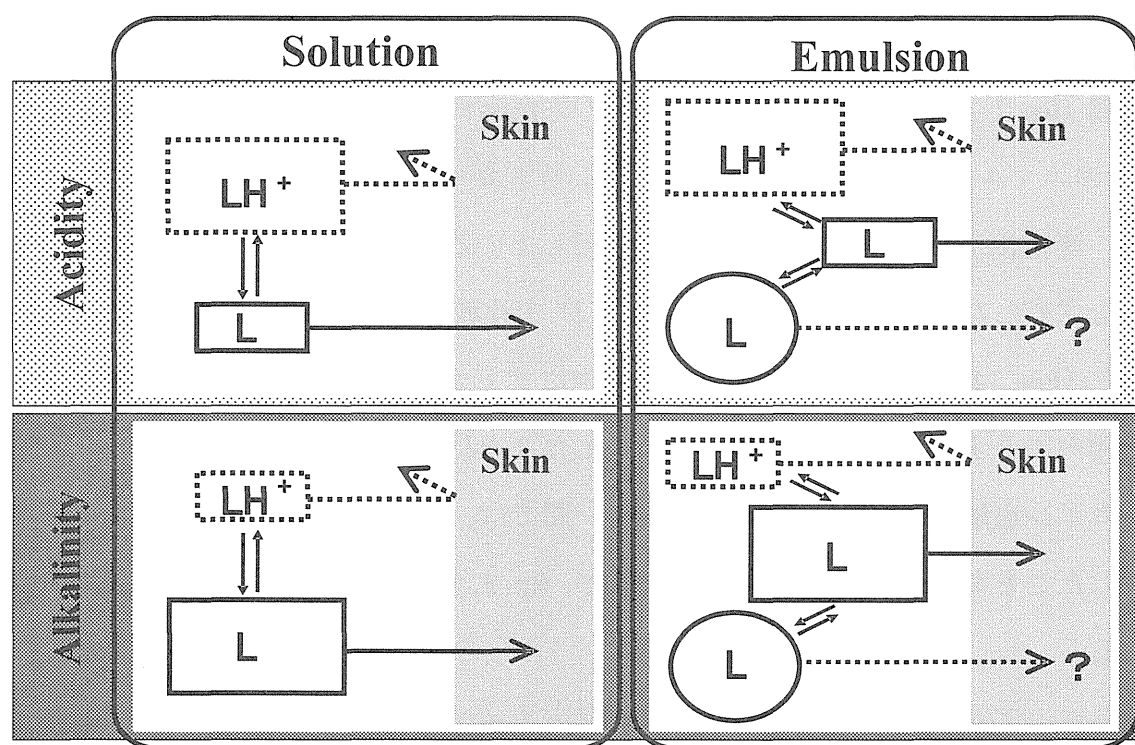 Solution
Emulsion
Acidity
Skin
LH+
L
Skin
LH+
L
L
?
Alkalinity
Skin
LH+
L
Skin
LH+
L
L
?